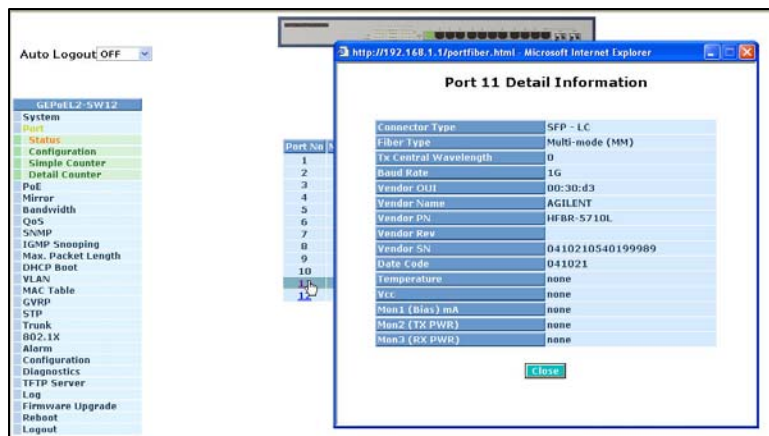 Auto Logout OFF
GEPoEL2-SW12
System
Port
Status
Configuration
Simple Counter
Detail Counter
PoE
Mirror
Bandwidth
QoS
SNMP
IGMP Snooping
Max. Packet Length
DHCP Boot
VLAN
MAC Table
GVRP
STP
Trunk
802.1X
Alarm
Configuration
Diagnostics
TFTP Server
Log
Firmware Upgrade
Reboot
Logout
Port No
1
2
3
4
5
6
7
8
9
10
11
12
http://192.168.1.1/portfiber.html - Microsoft Internet Explorer
Port 11 Detail Information
Connector Type SFP - LC
Fiber Type Multi-mode (MM)
Tx Central Wavelength 0
Baud Rate 1G
Vendor OUI 00:30:d3
Vendor Name AGILENT
Vendor PN HFBR-5710L
Vendor Rev
Vendor SN 0410210540199989
Date Code 041021
Temperature none
Vcc none
Mon1 (Bias) mA none
Mon2 (TX PWR) none
Mon3 (RX PWR) none
Close